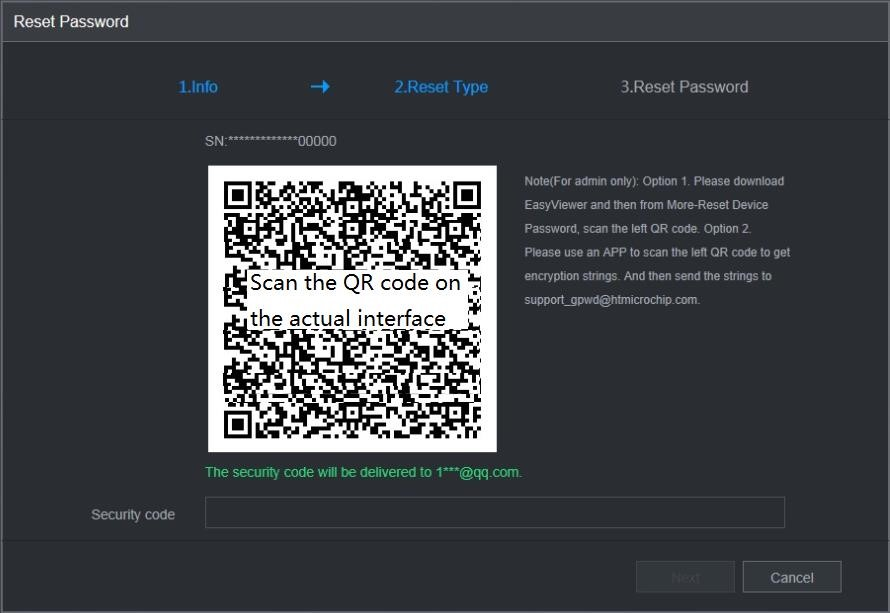 Reset Password
1.Info
2.Reset Type
3.Reset Password
SN:*************00000
Note(For admin only): Option 1. Please download
EasyViewer and then from More-Reset Device
Password, scan the left QR code. Option 2.
Please use an APP to scan the left QR code to get
encryption strings. And then send the strings to
support_gpwd@htmicrochip.com.
Scan the QR code on
the actual interface
The security code will be delivered to 1***@qq.com.
Security code
Next
Cancel